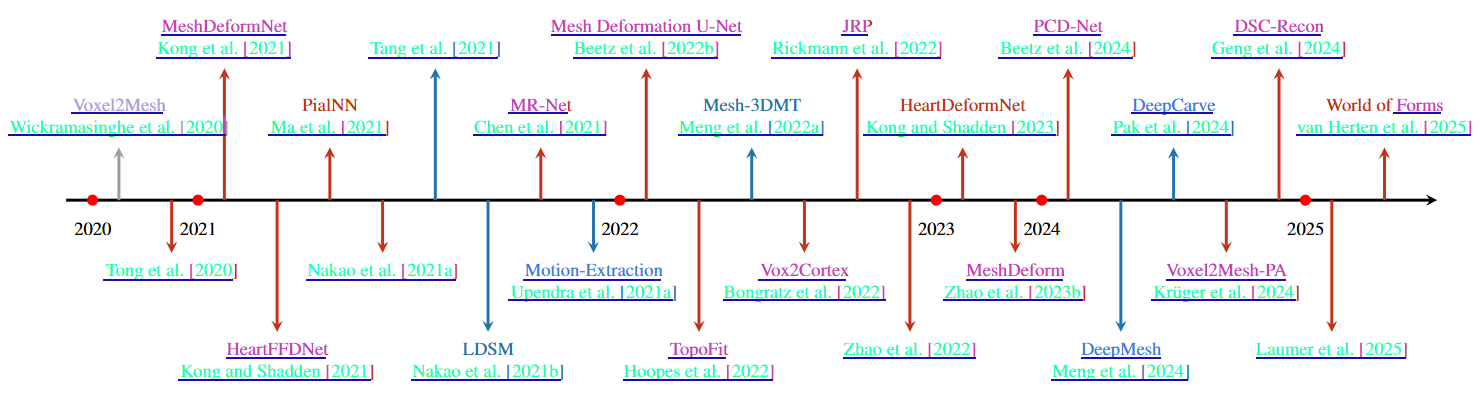 MeshDeformNet
Kong et al. [2021]
Tang et al. [2021]
Mesh Deformation U-Net
Beetz et al. [2022b]
JRP
Rickmann et al. [2022]
PCD-Net
Beetz et al. [2024]
DSC-Recon
Geng et al. [2024]
Voxel2Mesh
Wickramasinghe et al. [2020]
PialNN
Ma et al. [2021]
MR-Net
Chen et al. [2021]
Mesh-3DMT
Meng et al. [2022a]
HeartDeformNet
Kong and Shadden [2023]
DeepCarve
Pak et al. [2024]
World of Forms
van Herten et al. [2025]
2020
2021
2022
2023
2024
2025
Tong et al. [2020]
Nakao et al. [2021a]
Motion-Extraction
Upendra et al. [2021a]
Vox2Cortex
Bongratz et al. [2022]
MeshDeform
Zhao et al. [2023b]
Voxel2Mesh-PA
Krüger et al. [2024]
HeartFFDNet
Kong and Shadden [2021]
LDSM
Nakao et al. [2021b]
TopoFit
Hoopes et al. [2022]
Zhao et al. [2022]
DeepMesh
Meng et al. [2024]
Laumer et al. [2025]